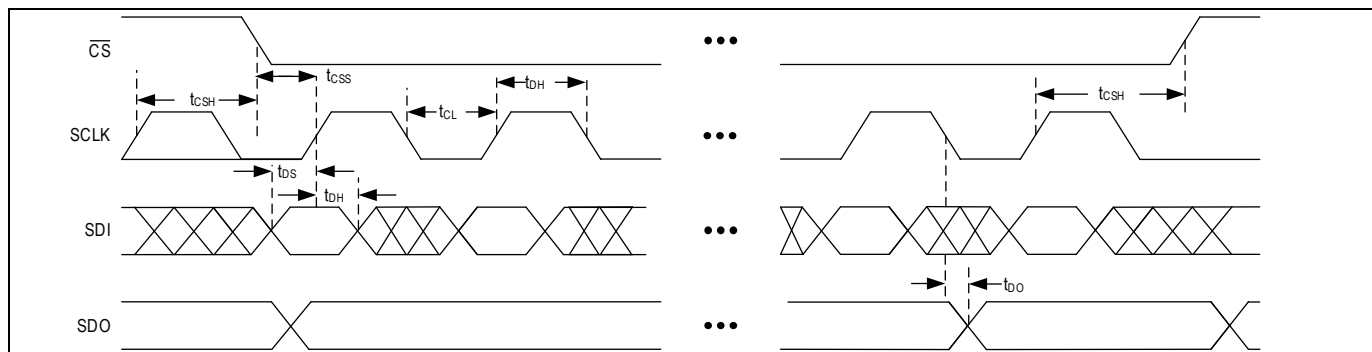 CS
tCSS
tCSH
tDH
tCL
tCSH
SCLK
tDS
tDH
SDI
tDO
SDO